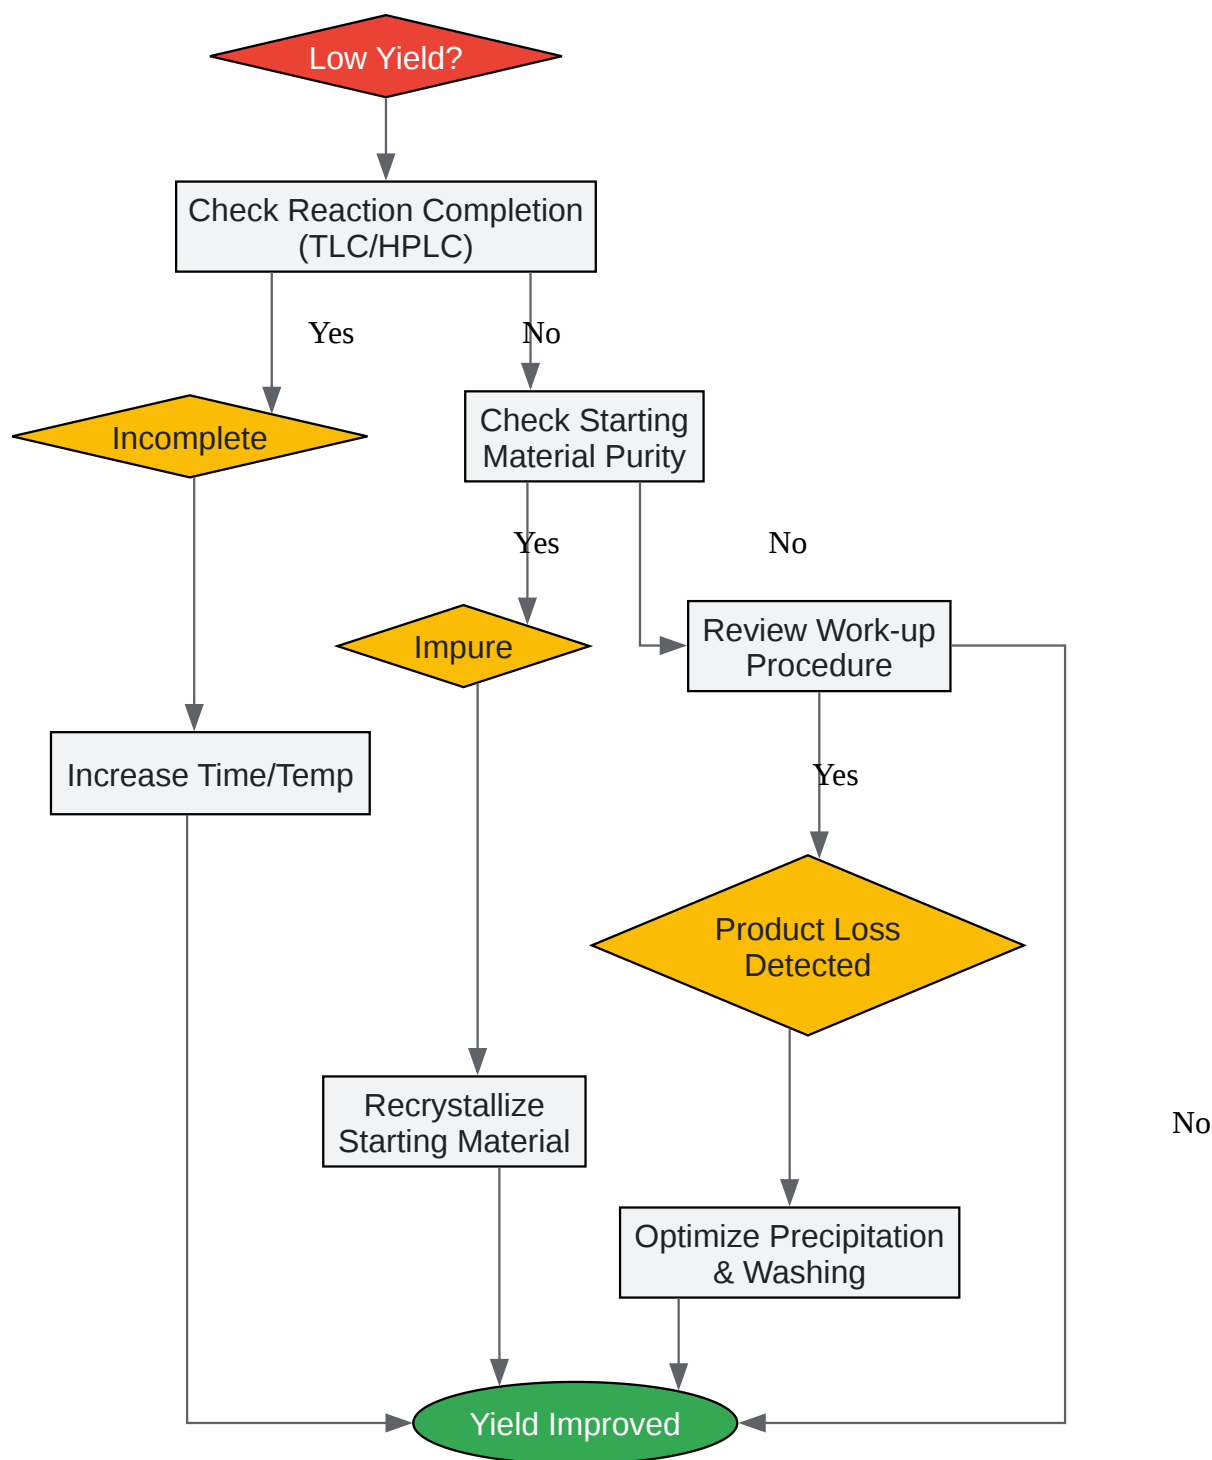 Low Yield?
Check Reaction Completion
(TLC/HPLC)
Yes
No
Incomplete
Check Starting
Material Purity
Yes
No
Impure
Review Work-up
Procedure
Increase Time/Temp
Yes
Product Loss
Detected
Recrystallize
Starting Material
No
Optimize Precipitation
& Washing
Yield Improved